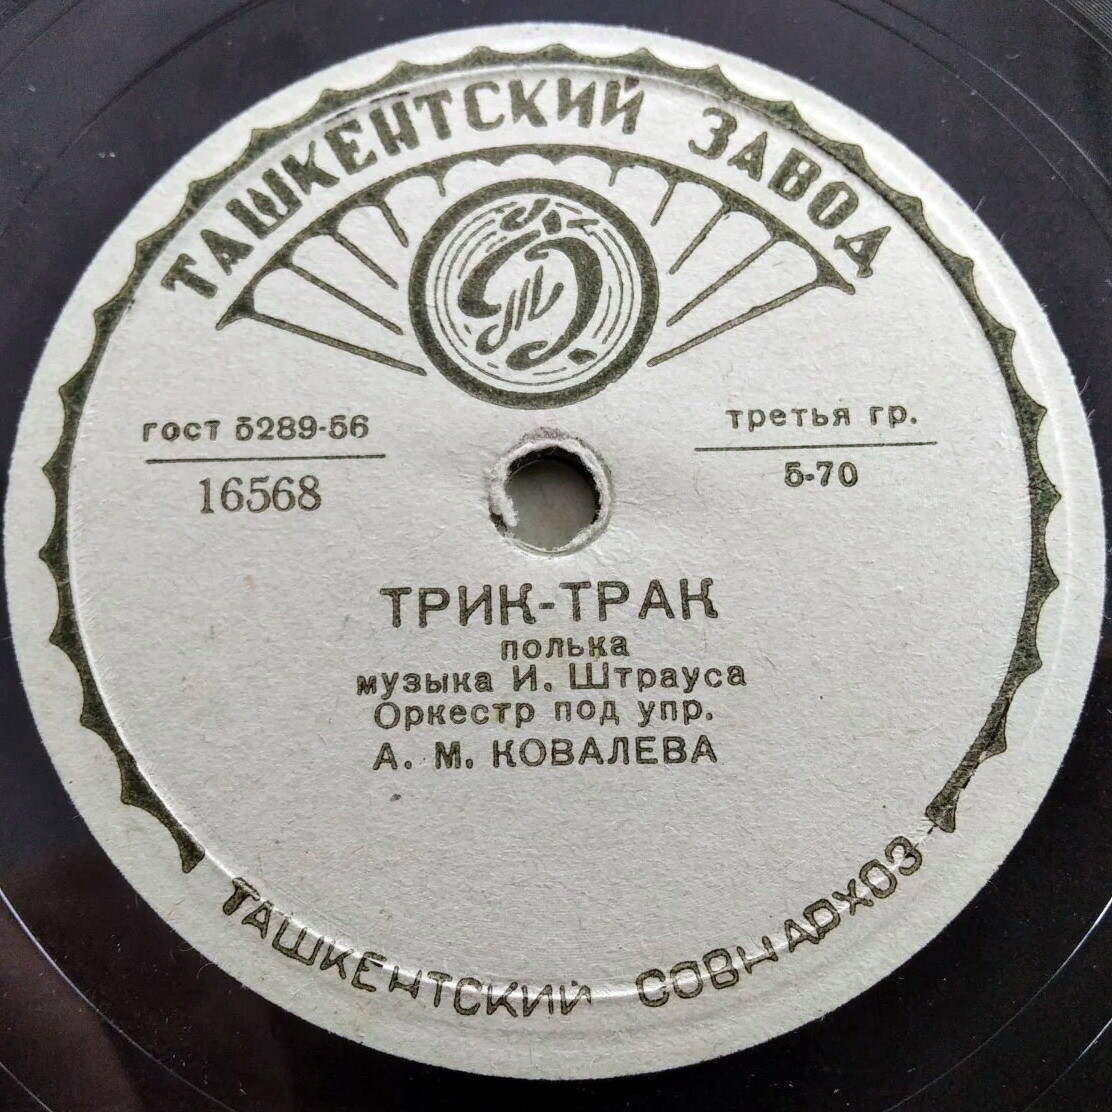 ТАШКЕНТСКИЙ ЗАВОД
ГОСТ 5289-56
16568
третья гр.
5-70
ТРИК-ТРАК
полька
музыка И. Штрауса
Оркестр под упр.
А. М. КОВАЛЕВА
ТАШКЕНТСКИЙ СОВНАРХОЗ